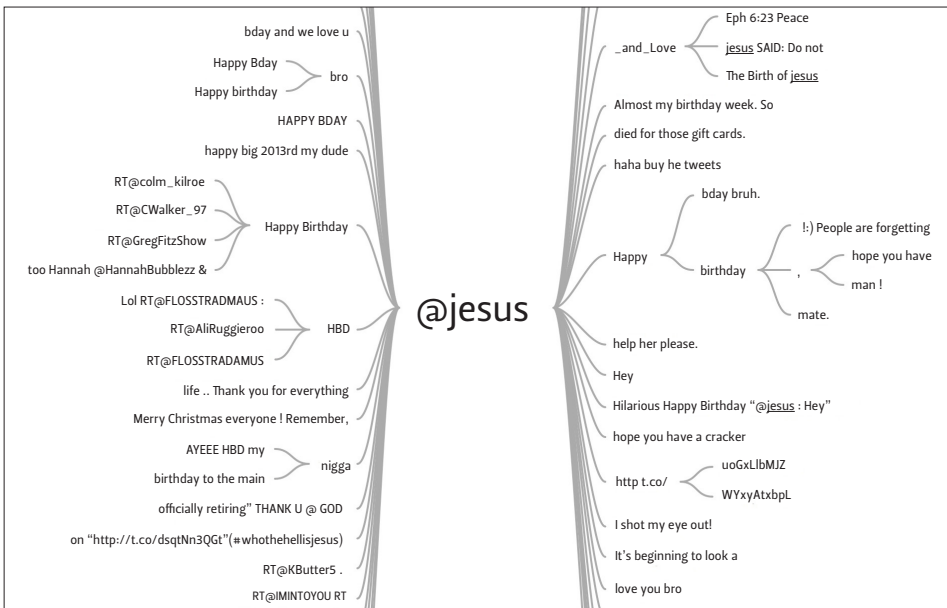 bday and we love u
Happy Bday
Happy birthday
bro
HAPPY BDAY
happy big 2013rd my dude
RT@colm_kilroe
RT@CWalker_97
RT@GregFitzShow
too Hannah @HannahBubblezz &
Happy Birthday
Lol RT@FLOSSTRADMAUS :
RT@AliRuggieroo
RT@FLOSSTRADAMUS
HBD
life .. Thank you for everything
Merry Christmas everyone ! Remember,
AYEEE HBD my
birthday to the main
nigga
officially retiring” THANK U @ GOD
on “http://t.co/dsqtNn3QGt”(#whothehellisjesus)
RT@KButter5 .
RT@IMINTOYOU RT
@jesus
_and_Love
Eph 6:23 Peace
jesus SAID: Do not
The Birth of jesus
Almost my birthday week. So
died for those gift cards.
haha buy he tweets
Happy
bday bruh.
birthday
!:) People are forgetting
,
hope you have
man !
mate.
help her please.
Hey
Hilarious Happy Birthday “@jesus : Hey”
hope you have a cracker
http t.co/
uoGxLlbMJZ
WYxyAtxbpL
I shot my eye out!
It's beginning to look a
love you bro